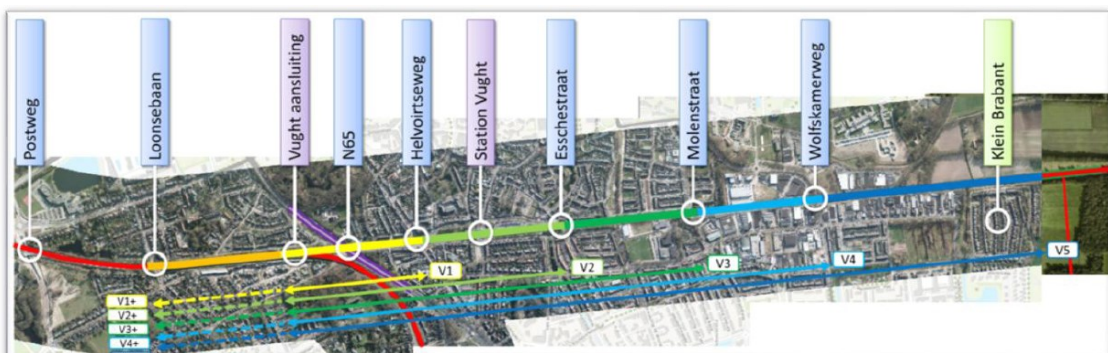 Postweg
Loonsebaan
Vught aansluiting
N65
Helvoirtseweg
Station Vught
Esschestraat
Molenstraat
Wolfskamerweg
Klein Brabant
V1
V2
V3
V4
V5
V1+
V2+
V3+
V4+